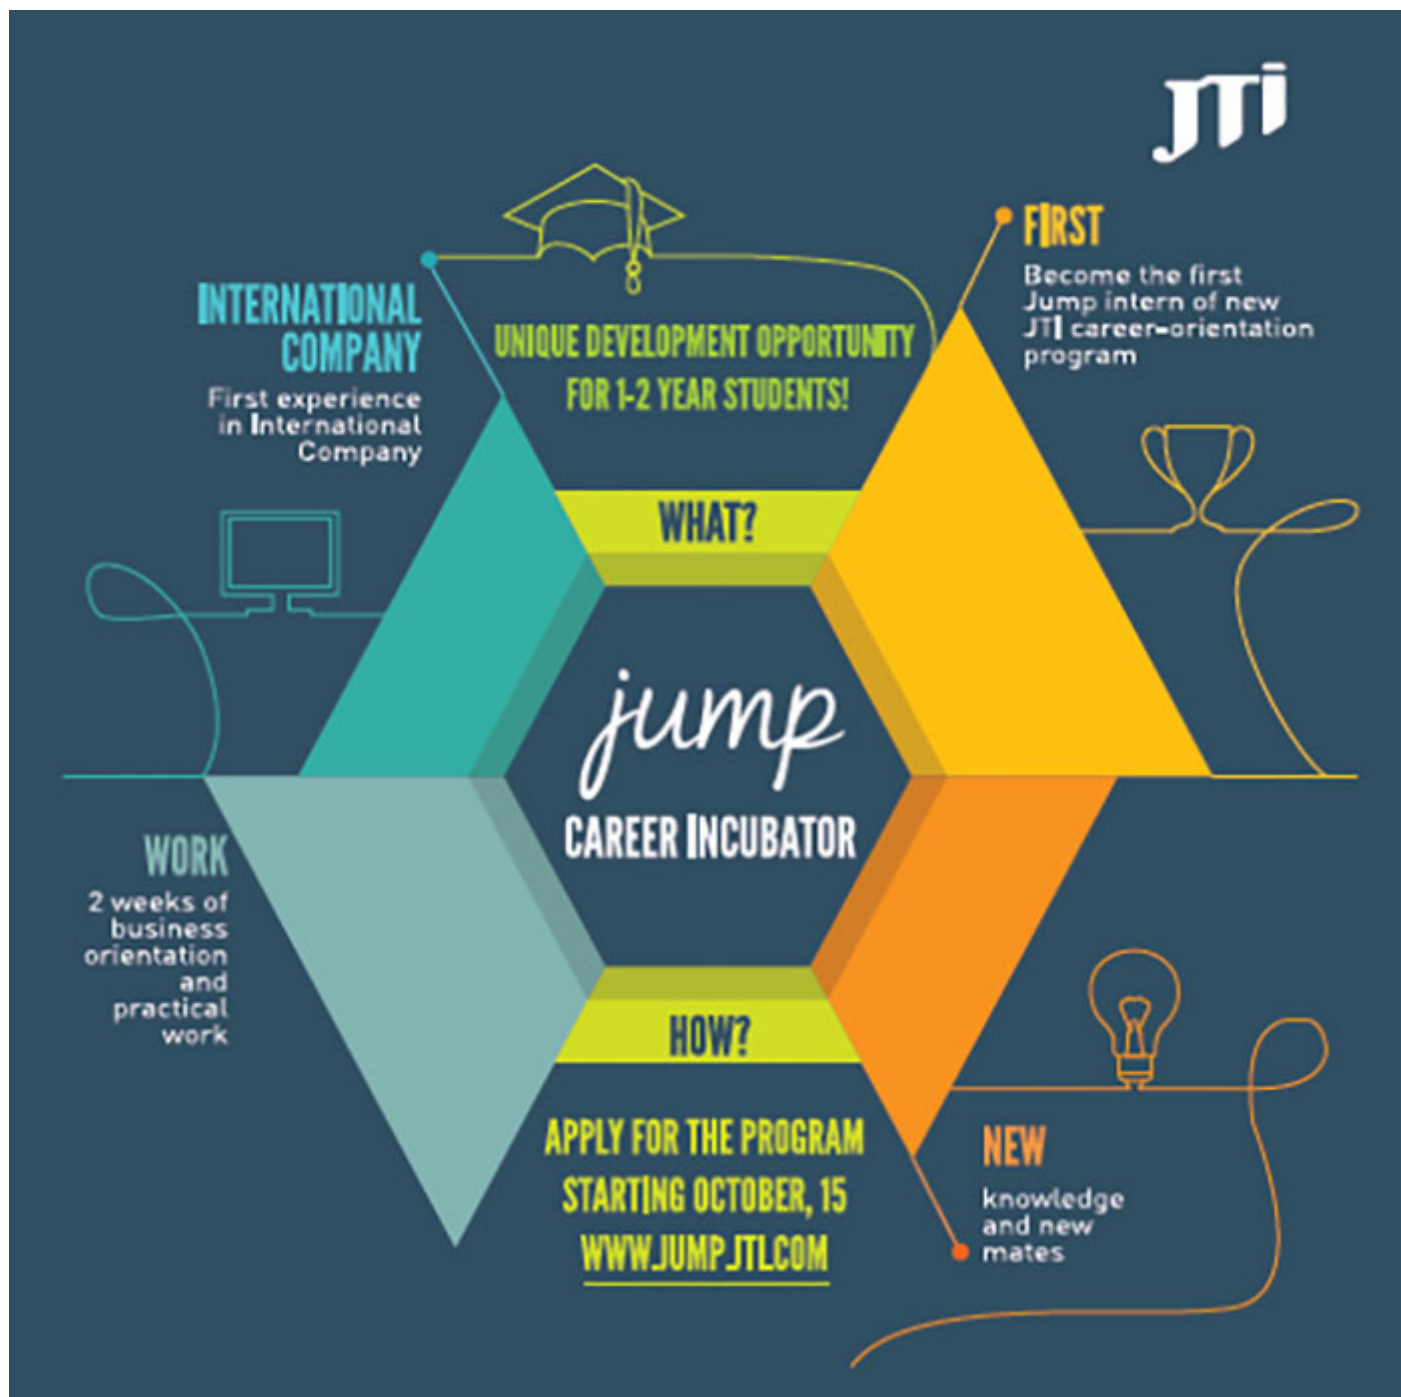 JTi
FIRST
Become the first
Jump intern of new
JTI career-orientation
program
INTERNATIONAL
COMPANY
First experience
in International
Company
UNIQUE DEVELOPMENT OPPORTUNITY
FOR 1-2 YEAR STUDENTS!
WHAT?
jump
CAREER INCUBATOR
WORK
2 weeks of
business
orientation
and
practical
work
HOW?
APPLY FOR THE PROGRAM
STARTING OCTOBER, 15
WWW.JUMP.JTI.COM
NEW
knowledge
and new
mates